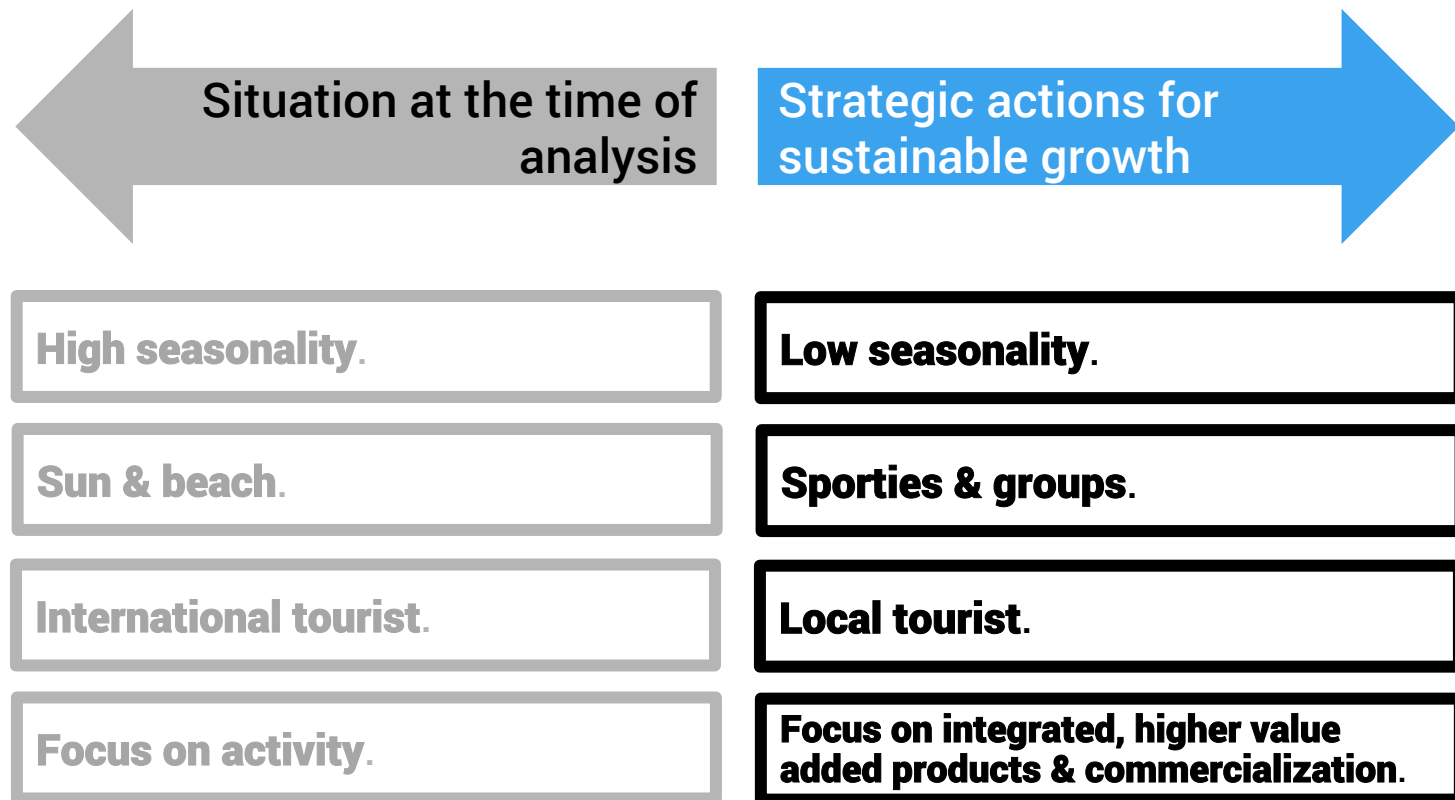 Situation at the time of
analysis
Strategic actions for
sustainable growth
High seasonality.
Low seasonality.
Sun & beach.
Sporties & groups.
International tourist.
Local tourist.
Focus on activity.
Focus on integrated, higher value
added products & commercialization.